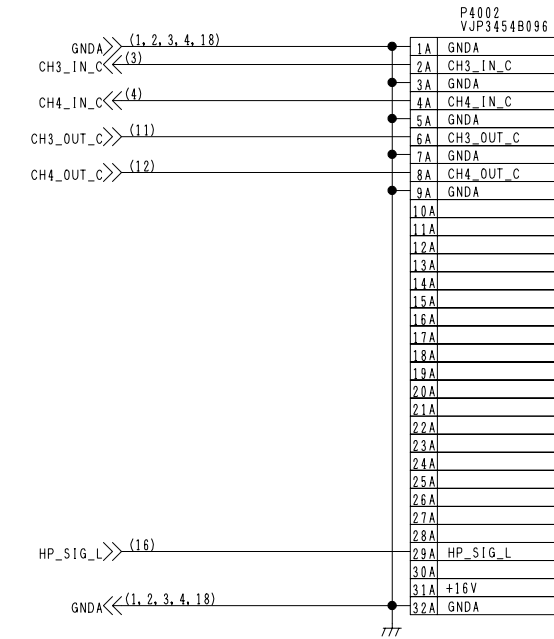 P4002
VJP3454B096
GNDA (1, 2, 3, 4, 18) 1A GNDA
CH3_IN_C (3) 2A CH3_IN_C
3A GNDA
CH4_IN_C (4) 4A CH4_IN_C
5A GNDA
CH3_OUT_C (11) 6A CH3_OUT_C
7A GNDA
CH4_OUT_C (12) 8A CH4_OUT_C
9A GNDA
10A
11A
12A
13A
14A
15A
16A
17A
18A
19A
20A
21A
22A
23A
24A
25A
26A
27A
28A
HP_SIG_L (16) 29A HP_SIG_L
30A
31A +16V
GNDA (1, 2, 3, 4, 18) 32A GNDA